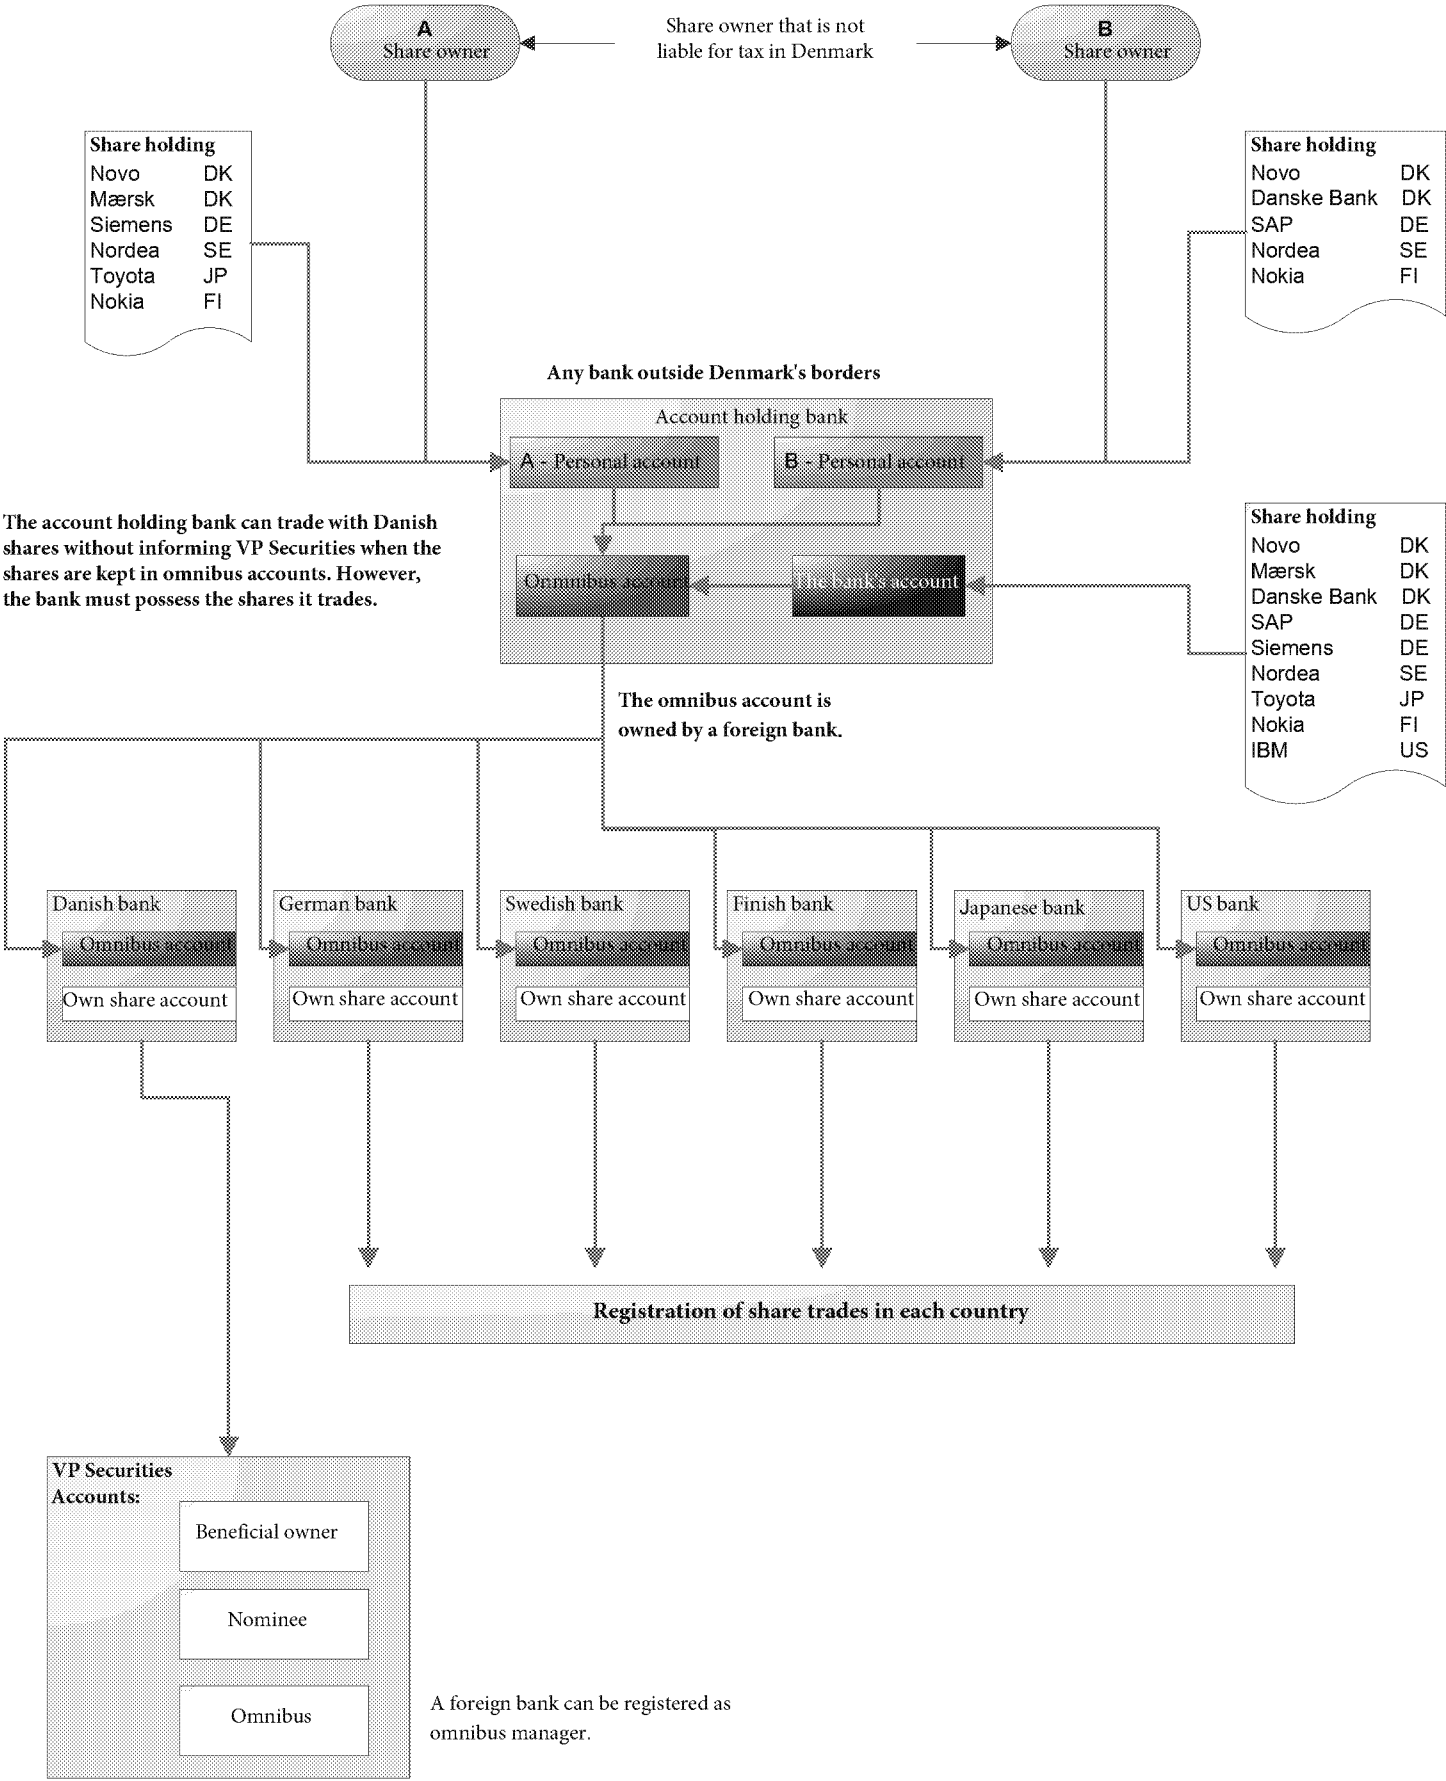 A
Share owner
Share owner that is not
liable for tax in Denmark
B
Share owner
Share holding
Novo DK
Mærsk DK
Siemens DE
Nordea SE
Toyota JP
Nokia FI
Share holding
Novo DK
Danske Bank DK
SAP DE
Nordea SE
Nokia FI
Any bank outside Denmark's borders
Account holding bank
A - Personal account
B - Personal account
The account holding bank can trade with Danish
shares without informing VP Securities when the
shares are kept in omnibus accounts. However,
the bank must possess the shares it trades.
Onmnibus account
The bank's account
Share holding
Novo DK
Mærsk DK
Danske Bank DK
SAP DE
Siemens DE
Nordea SE
Toyota JP
Nokia FI
IBM US
The omnibus account is
owned by a foreign bank.
Danish bank
Omnibus account
Own share account
German bank
Omnibus account
Own share account
Swedish bank
Omnibus account
Own share account
Finish bank
Omnibus account
Own share account
Japanese bank
Omnibus account
Own share account
US bank
Omnibus account
Own share account
Registration of share trades in each country
VP Securities
Accounts:
Beneficial owner
Nominee
Omnibus
A foreign bank can be registered as
omnibus manager.